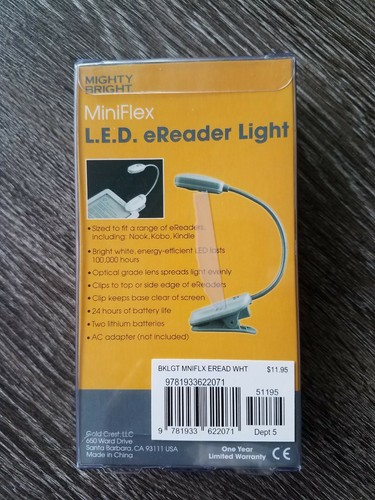 MIGHTY
BRIGHT
MiniFlex
L.E.D. eReader Light
• Sized to fit a range of eReaders,
including: Nook, Kobo, Kindle
• Bright white, energy-efficient LED lasts
100,000 hours
• Optical grade lens spreads light evenly
• Clips to top or side edge of eReaders
• Clip keeps base clear of screen
• 24 hours of battery life
• Two lithium batteries
• AC adapter (not included)
BKLGT MNIFLX EREAD WHT $11.95
9781933622071
51195
9 781933 622071
Dept 5
Gold Crest, LLC
650 Ward Drive
Santa Barbara, CA 93111 USA
Made in China
One Year
Limited Warranty
CE